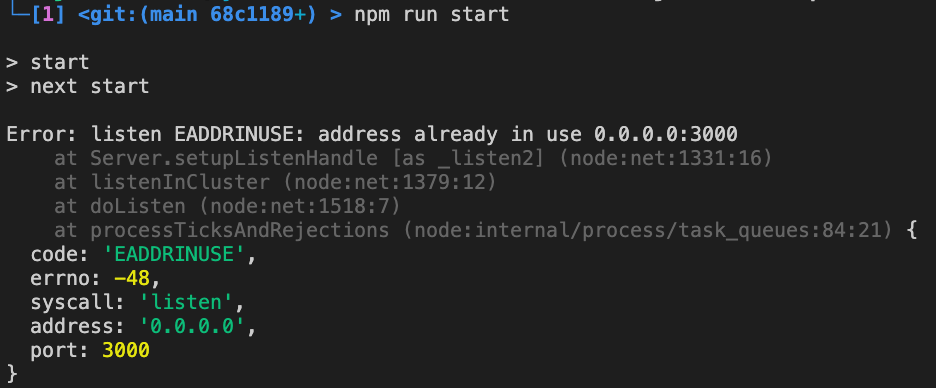 └─[1] <git:(main 68c1189+) > npm run start
> start
> next start
Error: listen EADDRINUSE: address already in use 0.0.0.0:3000
    at Server.setupListenHandle [as _listen2] (node:net:1331:16)
    at listenInCluster (node:net:1379:12)
    at doListen (node:net:1518:7)
    at processTicksAndRejections (node:internal/process/task_queues:84:21) {
  code: 'EADDRINUSE',
  errno: -48,
  syscall: 'listen',
  address: '0.0.0.0',
  port: 3000
}